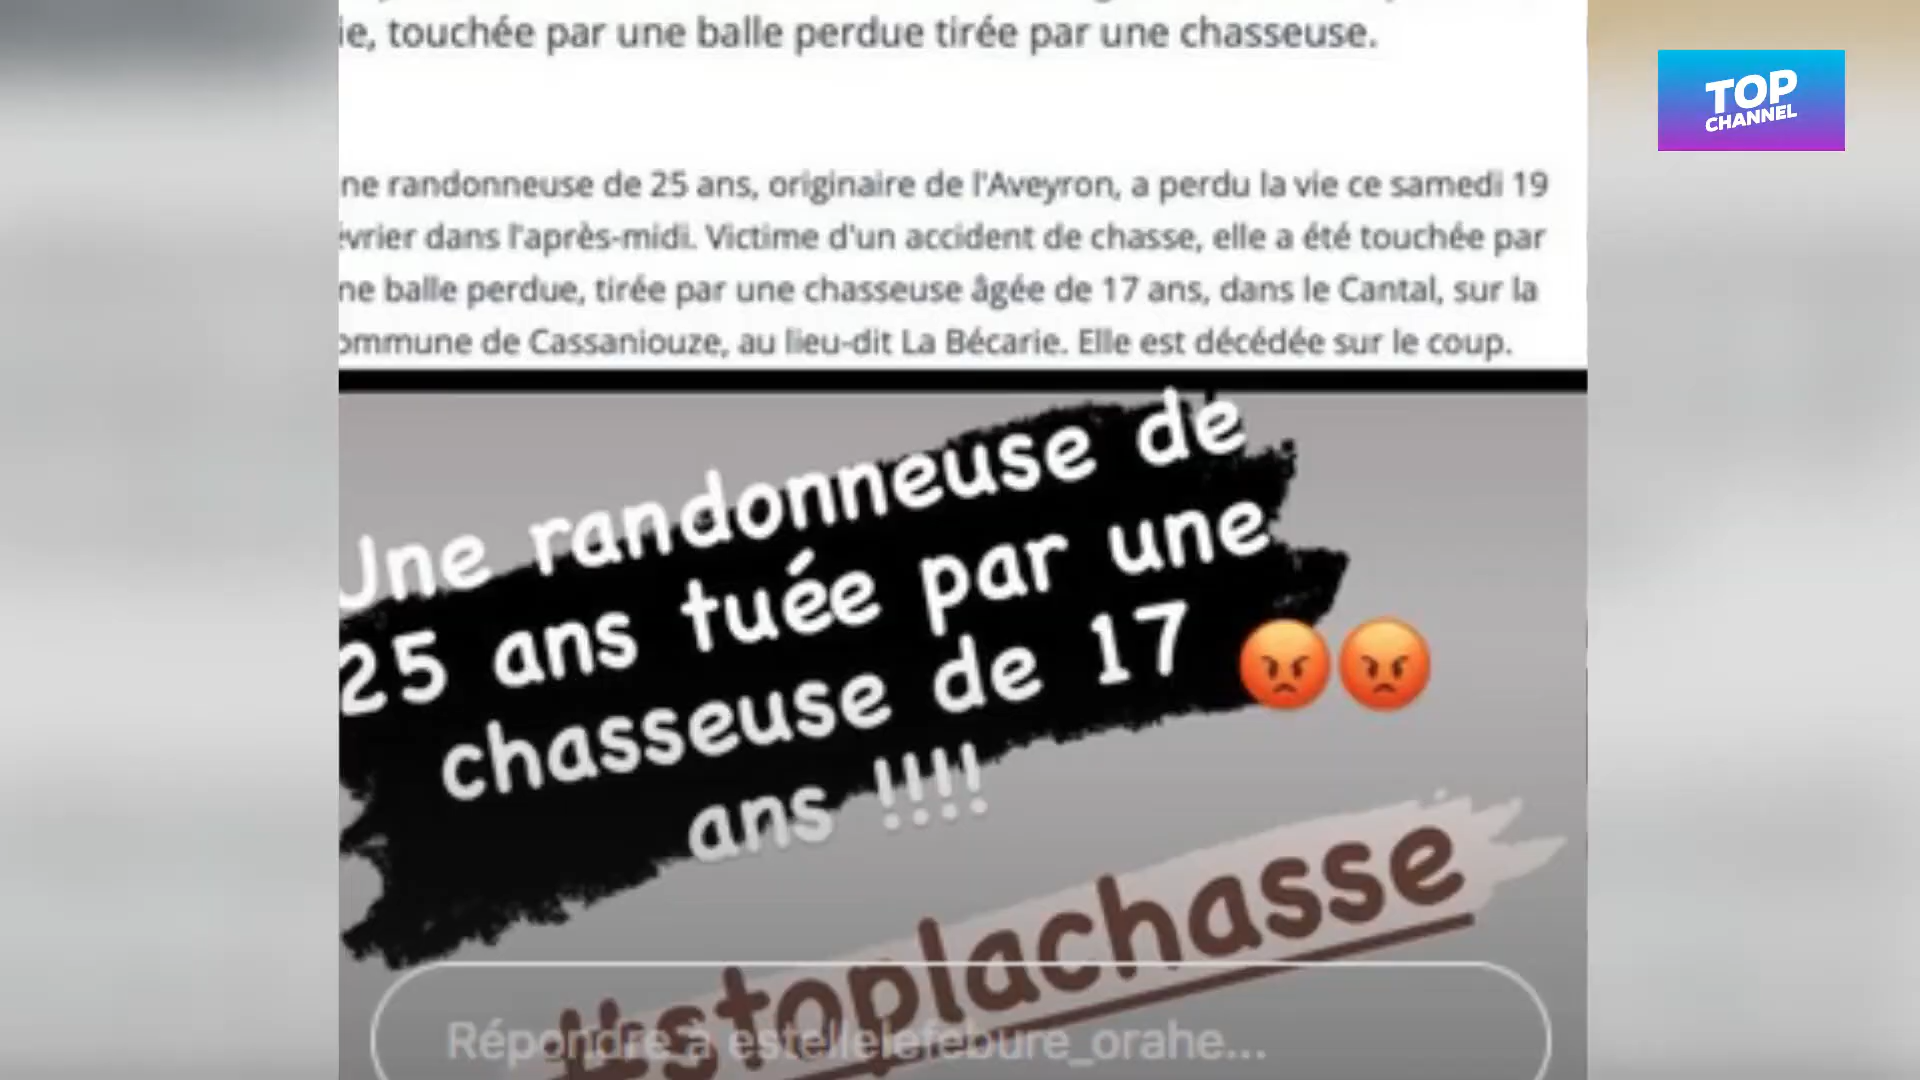 ie, touchée par une balle perdue tirée par une chasseuse.
TOP
CHANNEL
ne randonneuse de 25 ans, originaire de l'Aveyron, a perdu la vie ce samedi 19
évrier dans l'après-midi. Victime d'un accident de chasse, elle a été touchée par
ne balle perdue, tirée par une chasseuse âgée de 17 ans, dans le Cantal, sur la
ommune de Cassaniouze, au lieu-dit La Bécarie. Elle est décédée sur le coup.
Une randonneuse de
25 ans tuée par une
chasseuse de 17 😡😡
ans !!!!
#stoplachasse
Répondre à estellelefebure_orahe...